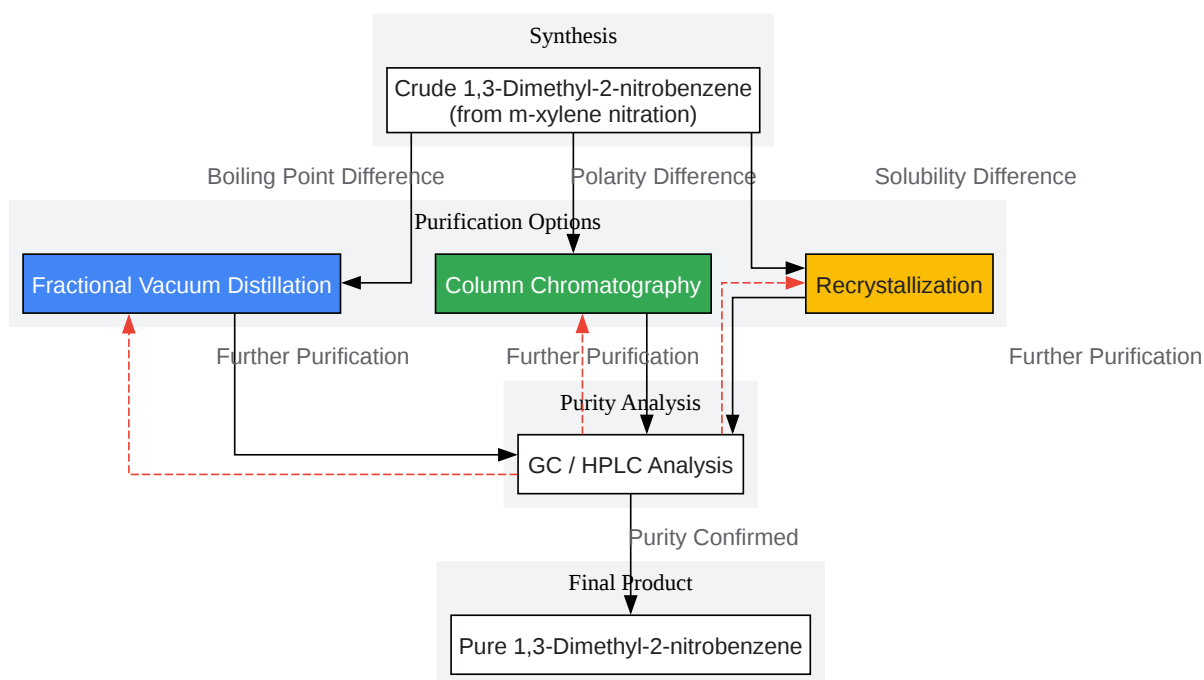 Synthesis
Crude 1,3-Dimethyl-2-nitrobenzene
(from m-xylene nitration)
Boiling Point Difference
Polarity Difference
Solubility Difference
Purification Options
Fractional Vacuum Distillation
Column Chromatography
Recrystallization
Further Purification
Further Purification
Further Purification
Purity Analysis
GC / HPLC Analysis
Purity Confirmed
Final Product
Pure 1,3-Dimethyl-2-nitrobenzene